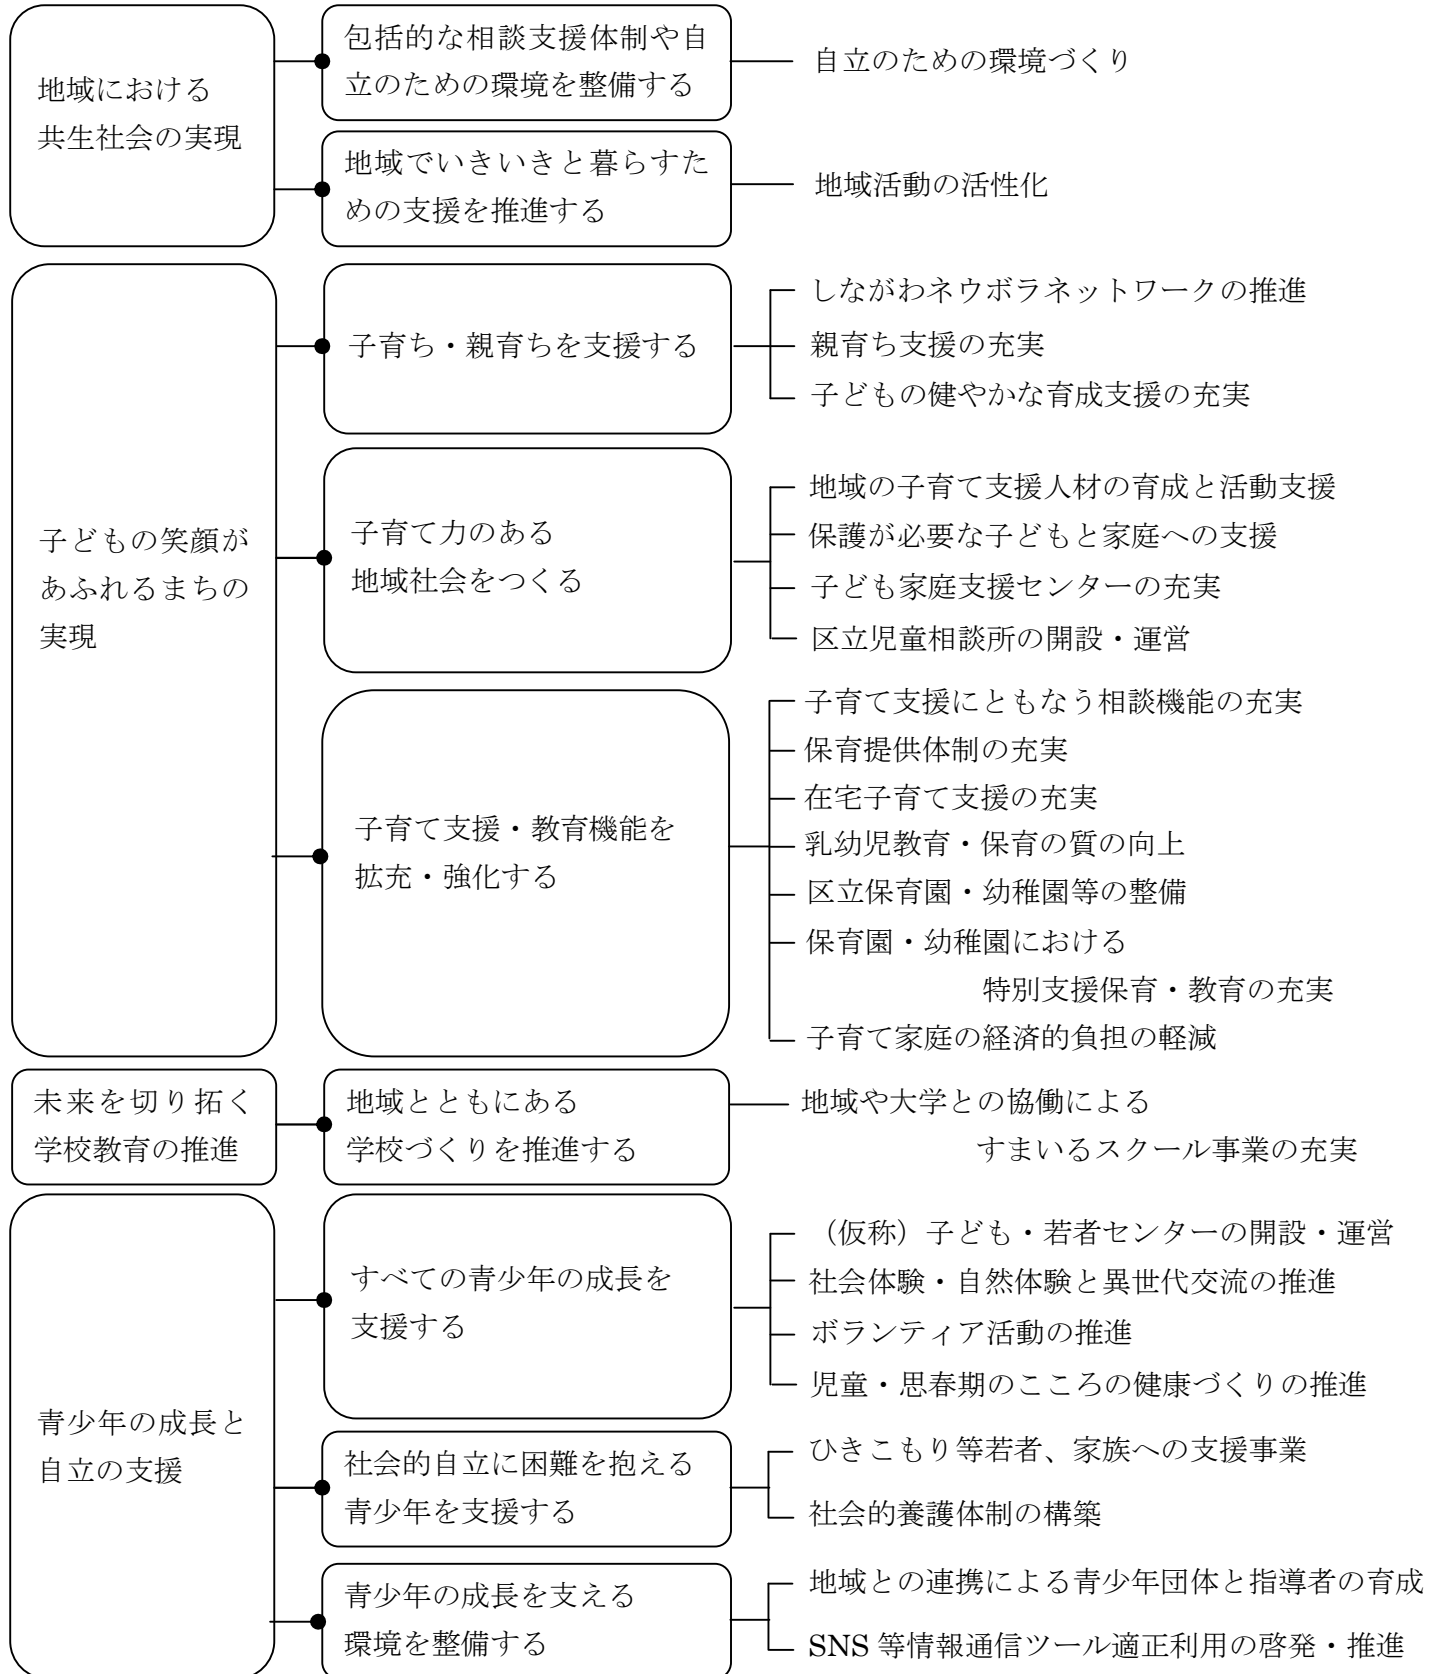 地域における
共生社会の実現
包括的な相談支援体制や自
立のための環境を整備する
自立のための環境づくり
地域でいきいきと暮らすた
めの支援を推進する
地域活動の活性化
子どもの笑顔が
あふれるまちの
実現
子育ち・親育ちを支援する
しながわネウボラネットワークの推進
親育ち支援の充実
子どもの健やかな育成支援の充実
子育て力のある
地域社会をつくる
地域の子育て支援人材の育成と活動支援
保護が必要な子どもと家庭への支援
子ども家庭支援センターの充実
区立児童相談所の開設・運営
子育て支援・教育機能を
拡充・強化する
子育て支援にともなう相談機能の充実
保育提供体制の充実
在宅子育て支援の充実
乳幼児教育・保育の質の向上
区立保育園・幼稚園等の整備
保育園・幼稚園における
特別支援保育・教育の充実
子育て家庭の経済的負担の軽減
未来を切り拓く
学校教育の推進
地域とともにある
学校づくりを推進する
地域や大学との協働による
すまいるスクール事業の充実
青少年の成長と
自立の支援
すべての青少年の成長を
支援する
（仮称）子ども・若者センターの開設・運営
社会体験・自然体験と異世代交流の推進
ボランティア活動の推進
児童・思春期のこころの健康づくりの推進
社会的自立に困難を抱える
青少年を支援する
ひきこもり等若者、家族への支援事業
社会的養護体制の構築
青少年の成長を支える
環境を整備する
地域との連携による青少年団体と指導者の育成
SNS 等情報通信ツール適正利用の啓発・推進